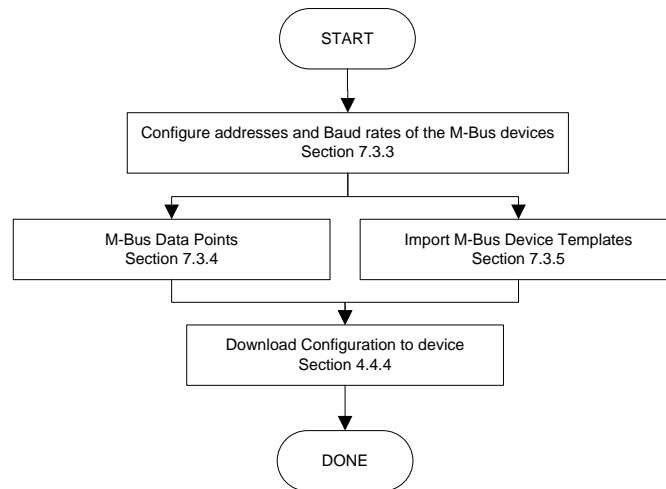 START
Configure addresses and Baud rates of the M-Bus devices
Section 7.3.3
M-Bus Data Points
Section 7.3.4
Import M-Bus Device Templates
Section 7.3.5
Download Configuration to device
Section 4.4.4
DONE